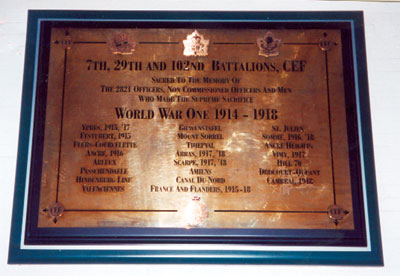 CEF
CEF
7TH, 29TH AND 102ND BATTALIONS, CEF
SACRED TO THE MEMORY OF
THE 2821 OFFICERS, NON COMMISSIONED OFFICERS AND MEN
WHO MADE THE SUPREME SACRIFICE
WORLD WAR ONE 1914 - 1918
YPRES, 1915, '17 GRAVENSTAFEL ST. JULIEN
FESTUBERT, 1915 MOUNT SORREL SOMME, 1916, '18
FLERS-COURCELETTE THIEPVAL ANCRE HEIGHTS
ANCRE, 1916 ARRAS, 1917, '18 VIMY, 1917
ARLEUX SCARPE, 1917, '18 HILL 70
PASSCHENDAELE AMIENS DROCOURT-QUEANT
HINDENBURG LINE CANAL DU NORD CAMBRAI, 1918
VALENCIENNES FRANCE AND FLANDERS, 1915-18
CEF
CEF